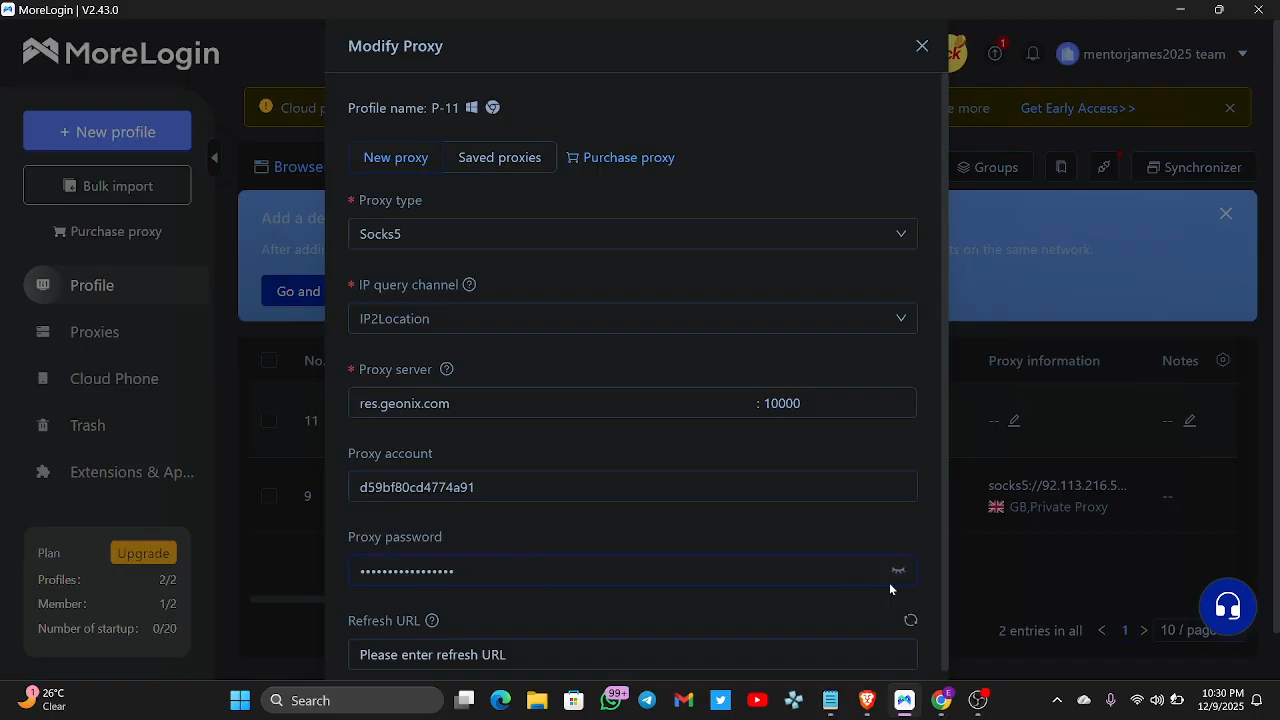 MoreLogin | V2.43.0
MoreLogin
Modify Proxy
1
mentorjames2025 team
+ New profile
Bulk import
Purchase proxy
Profile
Proxies
Cloud Phone
Trash
Extensions & Ap...
Plan
Upgrade
Profiles:
2/2
Member:
1/2
Number of startup:
0/20
Cloud p
e more
Get Early Access>>
Browse
Groups
Synchronizer
Add a de
After addin
ts on the same network.
Go and
No.
Proxy information
Notes
11
--
--
9
socks5://92.113.216.5...
GB,Private Proxy
--
2 entries in all
< 1 >
10 / page
Profile name: P-11
New proxy
Saved proxies
Purchase proxy
* Proxy type
Socks5
* IP query channel
IP2Location
* Proxy server
res.geonix.com
: 10000
Proxy account
d59bf80cd4774a91
Proxy password
•••••••••••••••••
Refresh URL
Please enter refresh URL
1
26°C
Clear
Search
99+
E
10:30 PM
12/9/2025